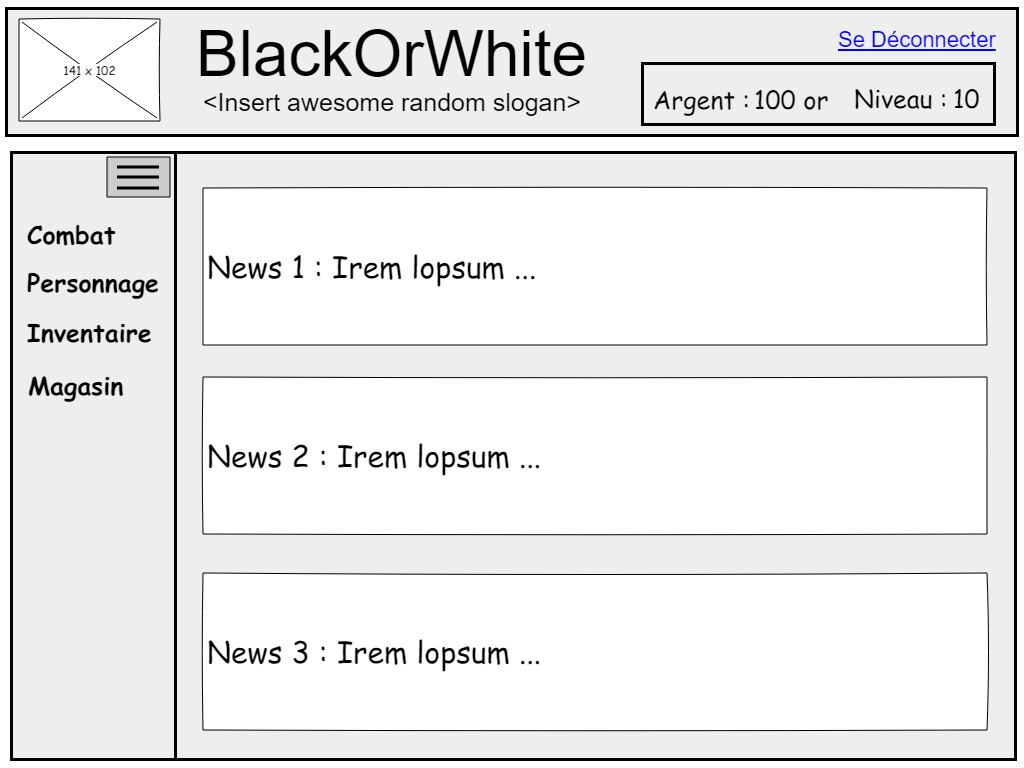 141 x 102
BlackOrWhite
<Insert awesome random slogan>
Se Déconnecter
Argent : 100 or Niveau : 10
Combat
Personnage
Inventaire
Magasin
News 1 : Irem lopsum ...
News 2 : Irem lopsum ...
News 3 : Irem lopsum ...